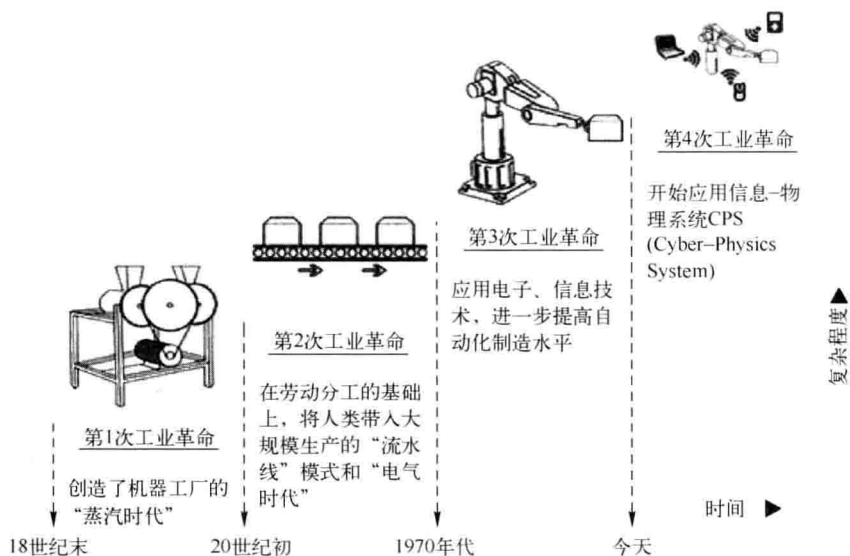 第1次工业革命
创造了机器工厂的
“蒸汽时代”
第2次工业革命
在劳动分工的基础
上，将人类带入大
规模生产的“流水
线”模式和“电气
时代”
第3次工业革命
应用电子、信息技
术，进一步提高自
动化制造水平
第4次工业革命
开始应用信息–物
理系统CPS
(Cyber–Physics
System)
复杂程度
时间
18世纪末
20世纪初
1970年代
今天